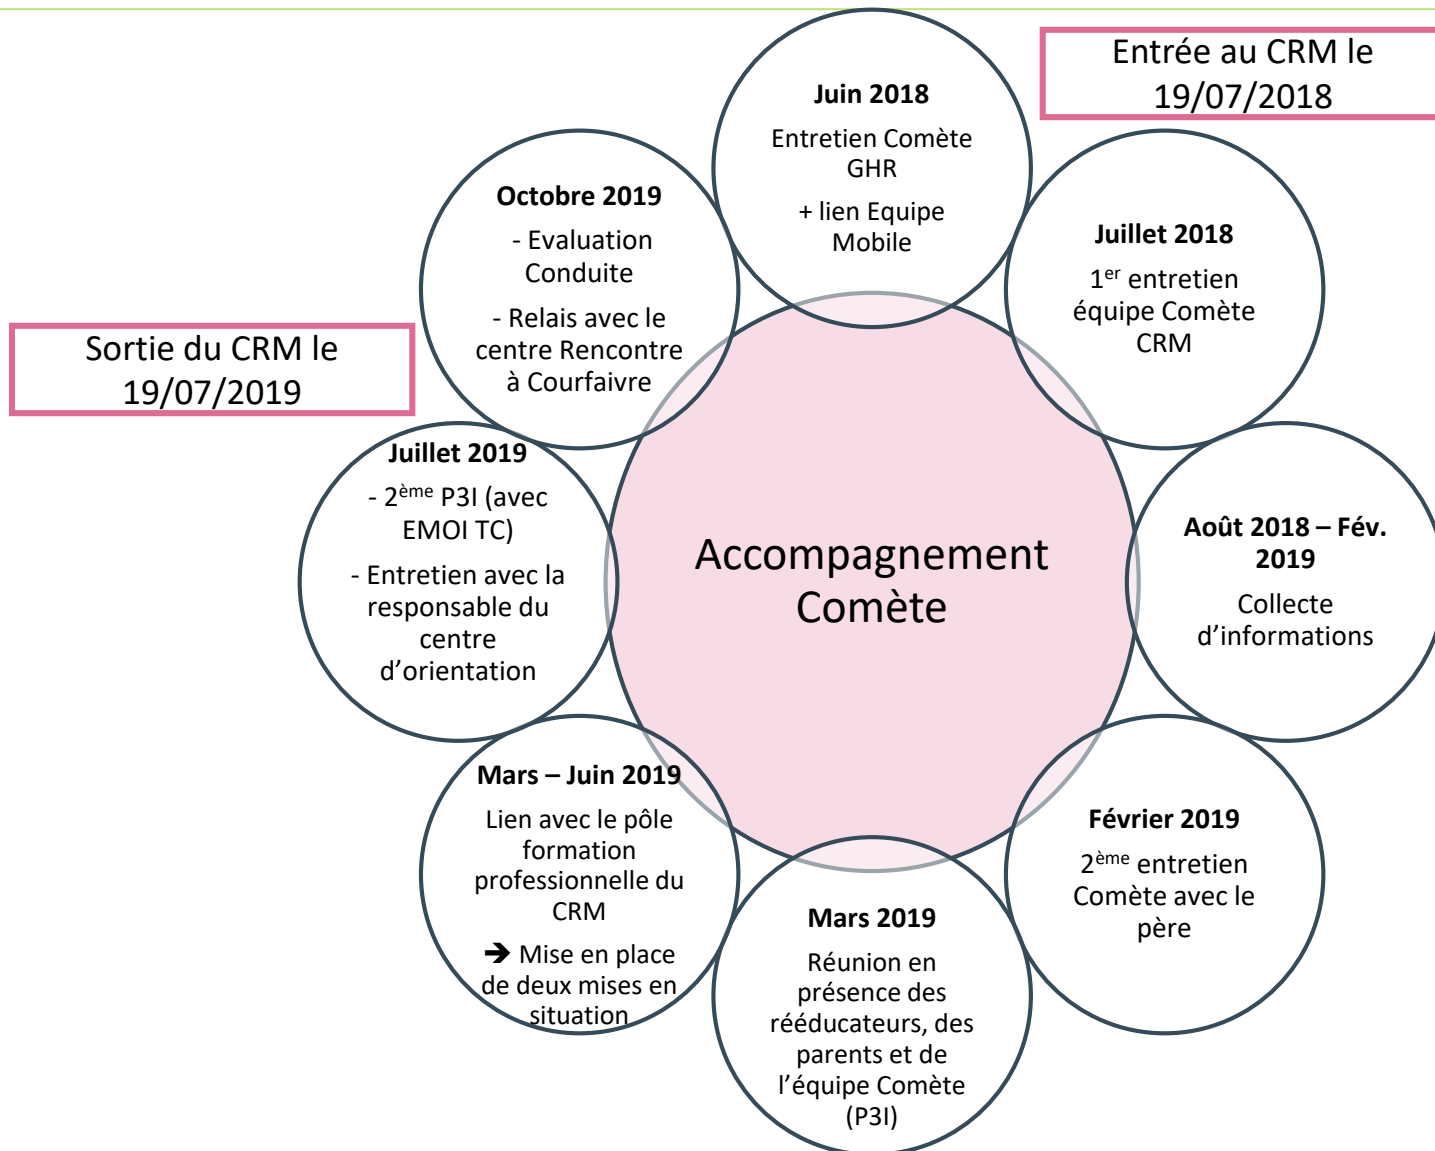 Entrée au CRM le
19/07/2018
Juin 2018
Entretien Comète
GHR
+ lien Equipe
Mobile
Juillet 2018
1er entretien
équipe Comète
CRM
Août 2018 – Fév.
2019
Collecte
d’informations
Février 2019
2ème entretien
Comète avec le
père
Mars 2019
Réunion en
présence des
rééducateurs, des
parents et de
l’équipe Comète
(P3I)
Mars – Juin 2019
Lien avec le pôle
formation
professionnelle du
CRM
➔ Mise en place
de deux mises en
situation
Juillet 2019
- 2ème P3I (avec
EMOI TC)
- Entretien avec la
responsable du
centre
d’orientation
Sortie du CRM le
19/07/2019
Octobre 2019
- Evaluation
Conduite
- Relais avec le
centre Rencontre
à Courfaivre
Accompagnement
Comète